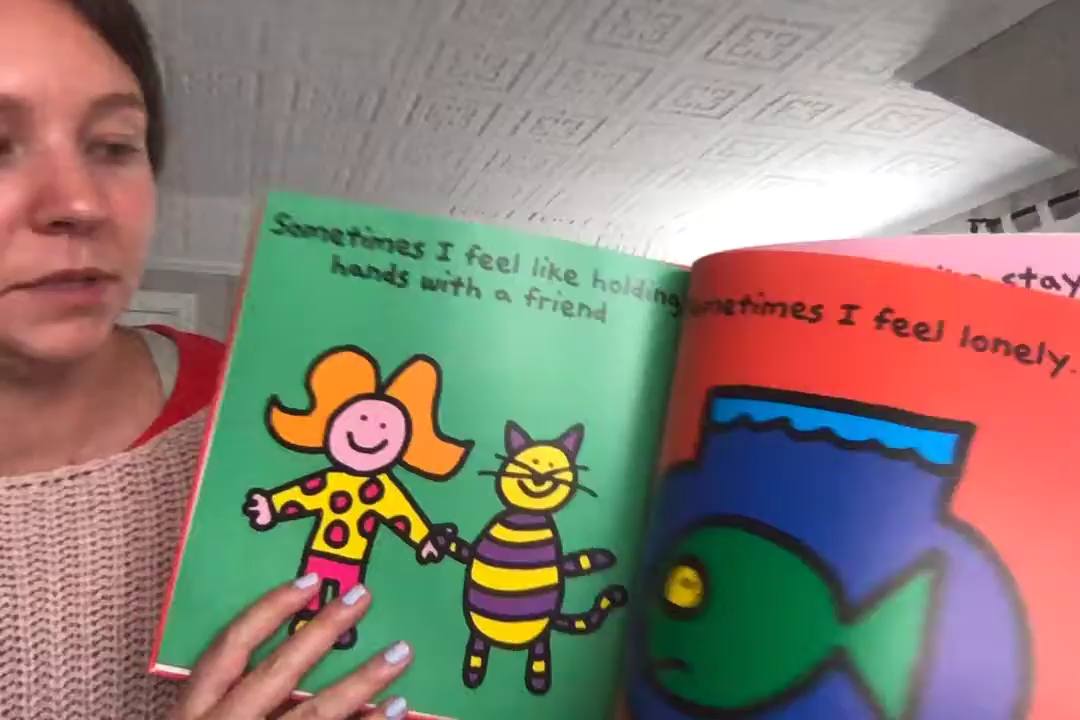 Sometimes I feel like holding
hands with a friend
Sometimes I feel lonely.
stay